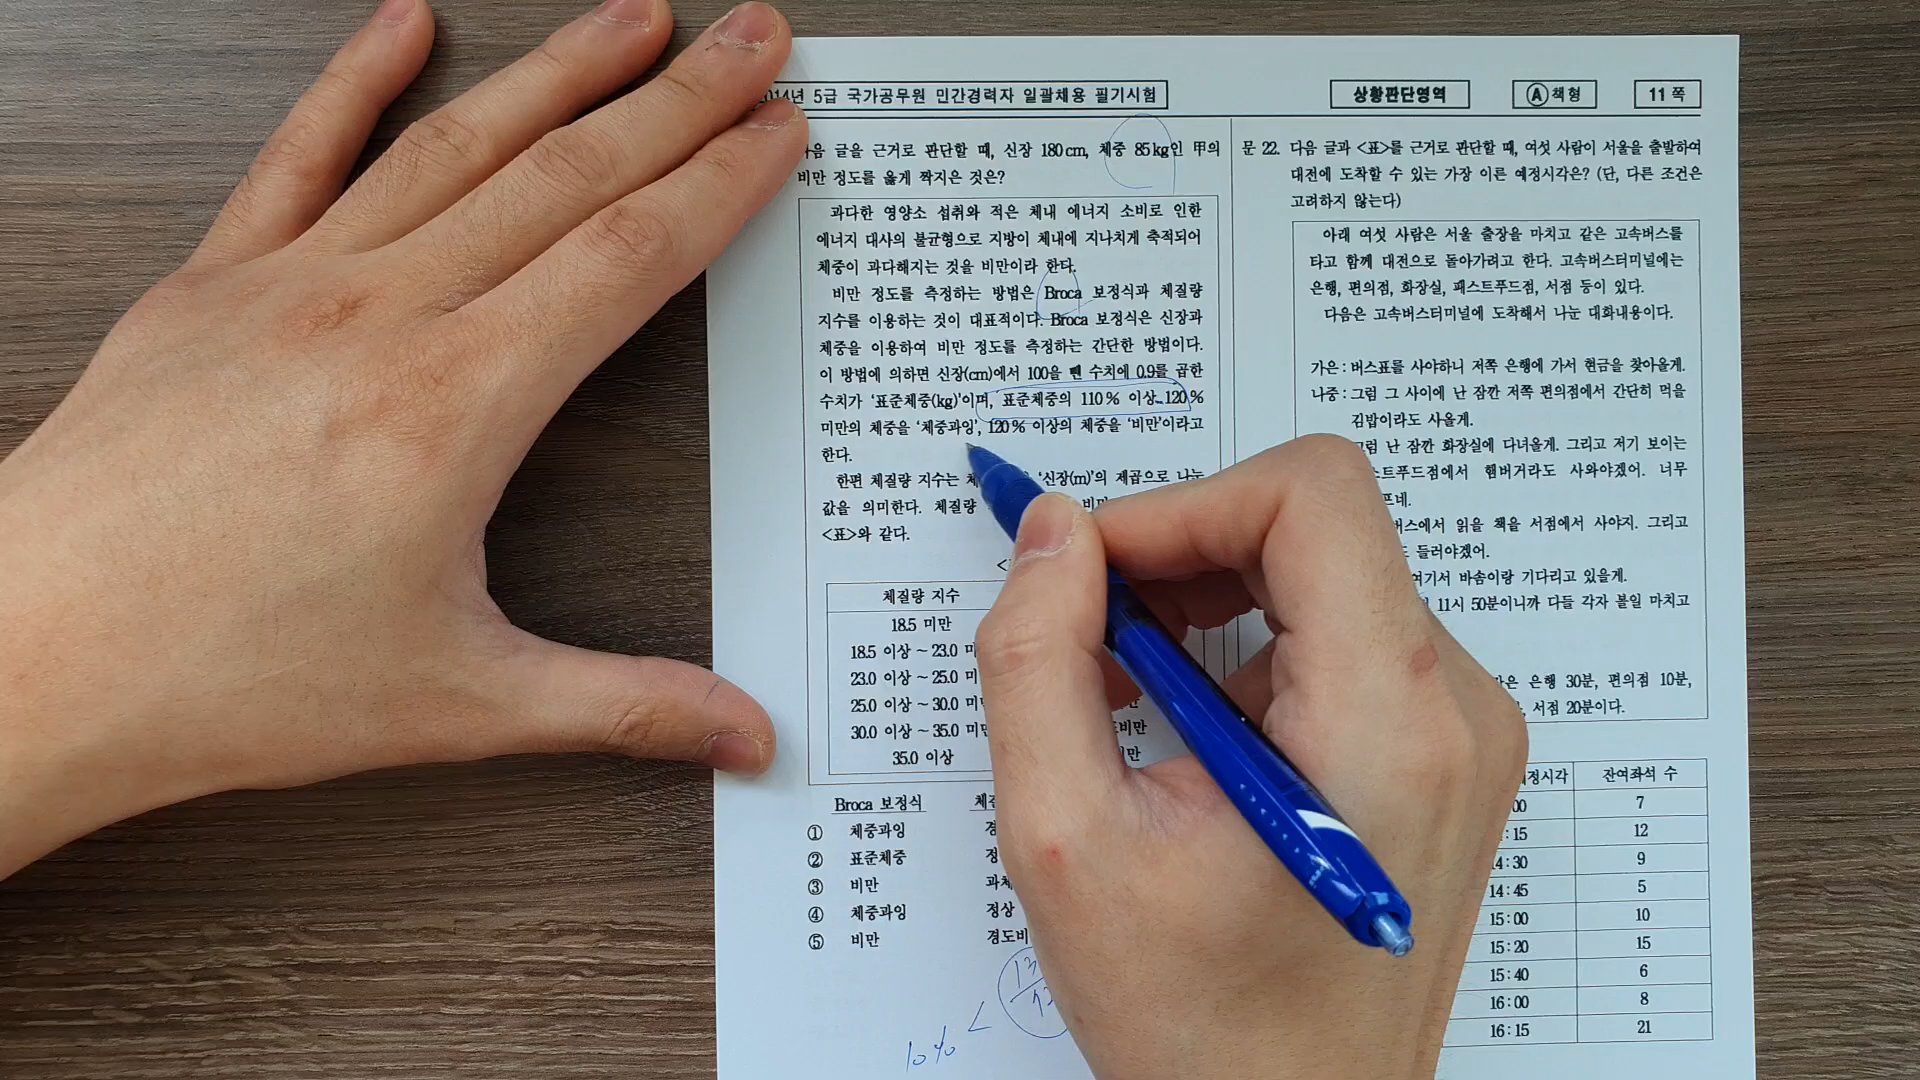 2014년 5급 국가공무원 민간경력자 일괄채용 필기시험
상황판단영역
Ⓐ 책형
11 쪽
글을 근거로 판단할 때, 신장 180 cm, 체중 85 kg인 甲의
비만 정도를 옳게 짝지은 것은?
과다한 영양소 섭취와 적은 체내 에너지 소비로 인한
에너지 대사의 불균형으로 지방이 체내에 지나치게 축적되어
체중이 과다해지는 것을 비만이라 한다.
비만 정도를 측정하는 방법은 Broca 보정식과 체질량
지수를 이용하는 것이 대표적이다. Broca 보정식은 신장과
체중을 이용하여 비만 정도를 측정하는 간단한 방법이다.
이 방법에 의하면 신장(cm)에서 100을 뺀 수치에 0.9를 곱한
수치가 ‘표준체중(kg)’이며, 표준체중의 110 % 이상 120 %
미만의 체중을 ‘체중과잉’, 120 % 이상의 체중을 ‘비만’이라고
한다.
한편 체질량 지수는 ‘신장(m)’의 제곱으로 나눈
값을 의미한다. 체질량
<표>와 같다.
체질량 지수
18.5 미만
18.5 이상 ~ 23.0
23.0 이상 ~ 25.0
25.0 이상 ~ 30.0
30.0 이상 ~ 35.0
35.0 이상
Broca 보정식
① 체중과잉
② 표준체중
③ 비만
④ 체중과잉 정상
⑤ 비만
10% <
문 22. 다음 글과 <표>를 근거로 판단할 때, 여섯 사람이 서울을 출발하여
대전에 도착할 수 있는 가장 이른 예정시각은? (단, 다른 조건은
고려하지 않는다)
아래 여섯 사람은 서울 출장을 마치고 같은 고속버스를
타고 함께 대전으로 돌아가려고 한다. 고속버스터미널에는
은행, 편의점, 화장실, 패스트푸드점, 서점 등이 있다.
다음은 고속버스터미널에 도착해서 나눈 대화내용이다.
가은 : 버스표를 사야하니 저쪽 은행에 가서 현금을 찾아올게.
나중 : 그럼 그 사이에 난 잠깐 저쪽 편의점에서 간단히 먹을
김밥이라도 사올게.
난 잠깐 화장실에 다녀올게. 그리고 저기 보이는
햄버거라도 사와야겠어. 너무
읽을 책을 서점에서 사야지. 그리고
들러야겠어.
여기서 바솜이랑 기다리고 있을게.
11시 50분이니까 다들 각자 볼일 마치고
은행 30분, 편의점 10분,
서점 20분이다.
잔여좌석 수
7
12
9
14 : 45 5
15 : 00 10
15 : 20 15
15 : 40 6
16 : 00 8
16 : 15 21